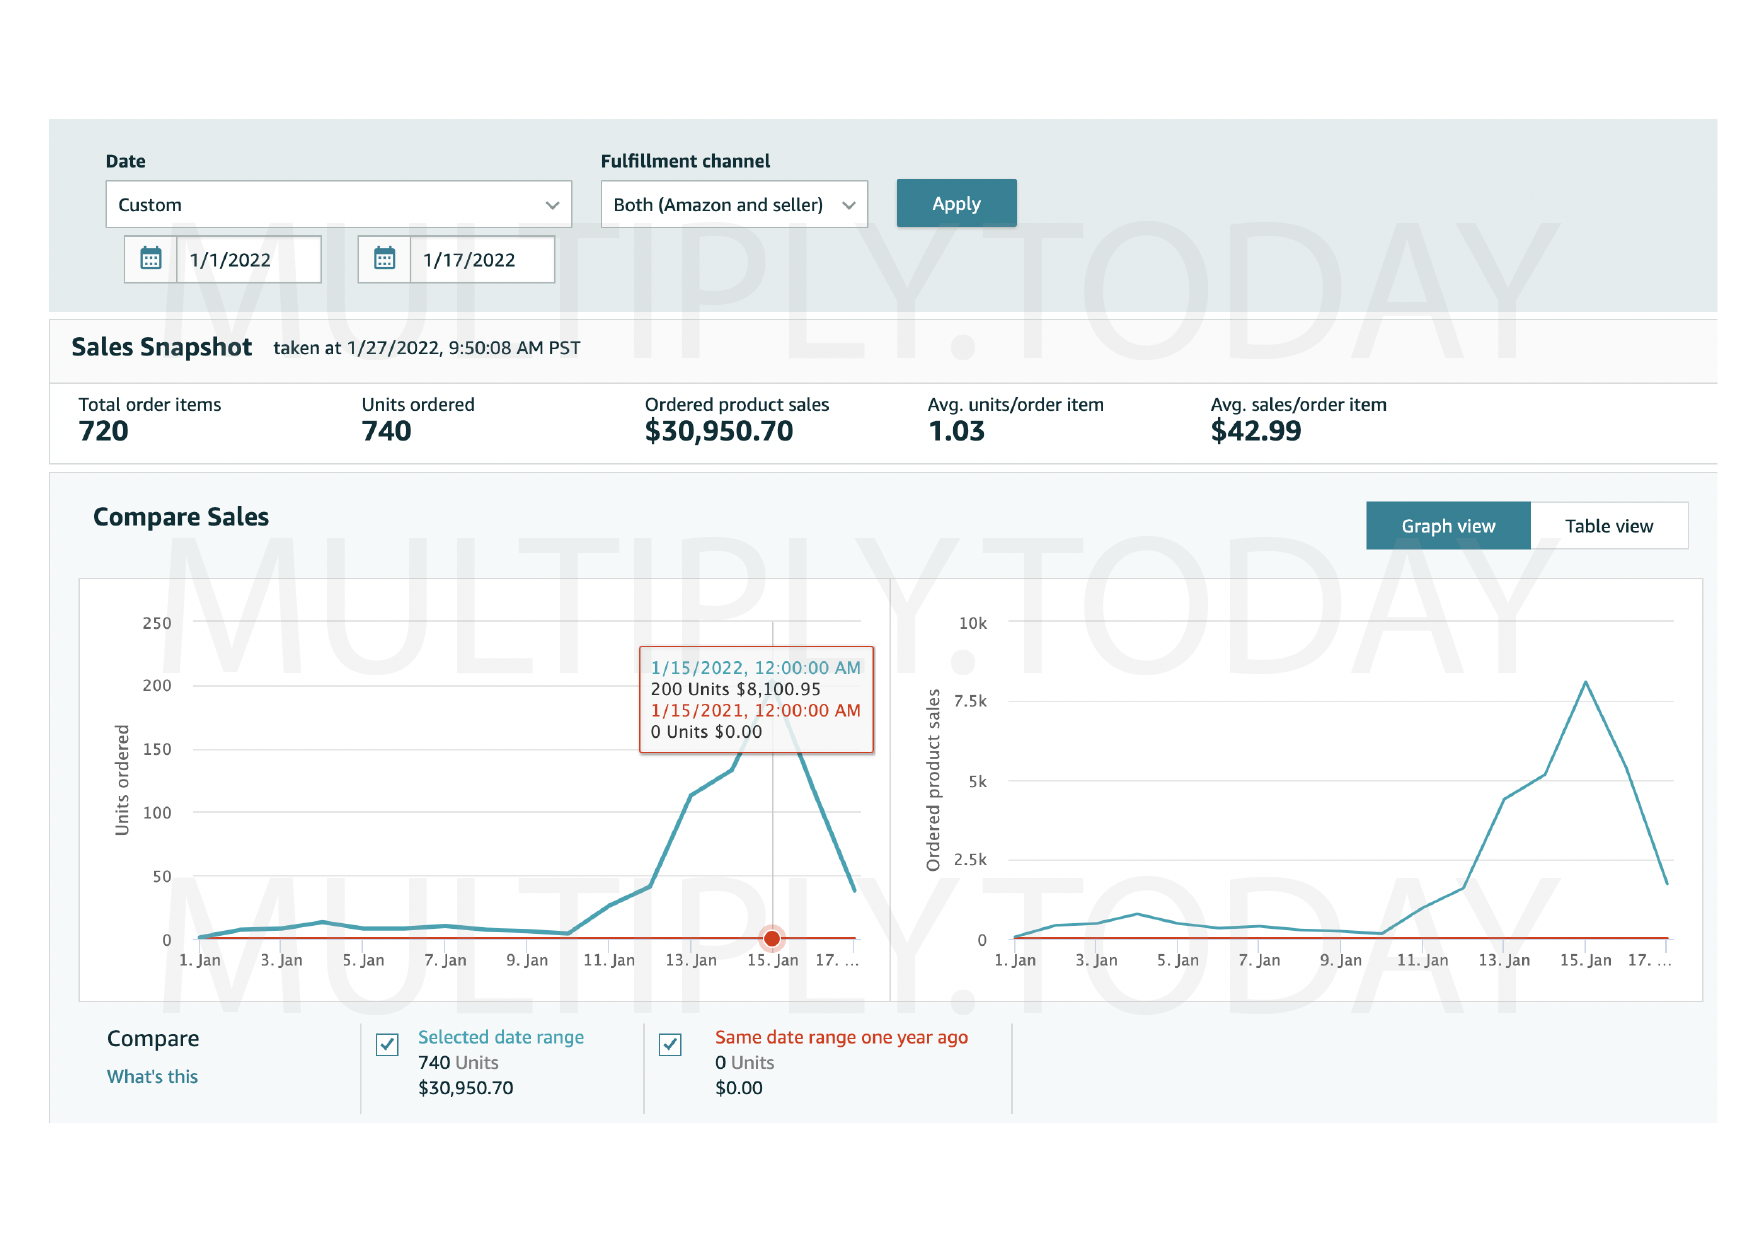 Date
Fulfillment channel
Custom
Both (Amazon and seller)
Apply
1/1/2022
1/17/2022
MULTIPLY.TODAY
Sales Snapshot taken at 1/27/2022, 9:50:08 AM PST
Total order items
Units ordered
Ordered product sales
Avg. units/order item
Avg. sales/order item
720
740
$30,950.70
1.03
$42.99
Compare Sales
Graph view
Table view
MULTIPLY.TODAY
Units ordered
250
200
150
100
50
0
1/15/2022, 12:00:00 AM
200 Units $8,100.95
1/15/2021, 12:00:00 AM
0 Units $0.00
1. Jan 3. Jan 5. Jan 7. Jan 9. Jan 11. Jan 13. Jan 15. Jan 17. ...
Ordered product sales
10k
7.5k
5k
2.5k
0
1. Jan 3. Jan 5. Jan 7. Jan 9. Jan 11. Jan 13. Jan 15. Jan 17. ...
MULTIPLY.TODAY
Compare
What's this
Selected date range
740 Units
$30,950.70
Same date range one year ago
0 Units
$0.00